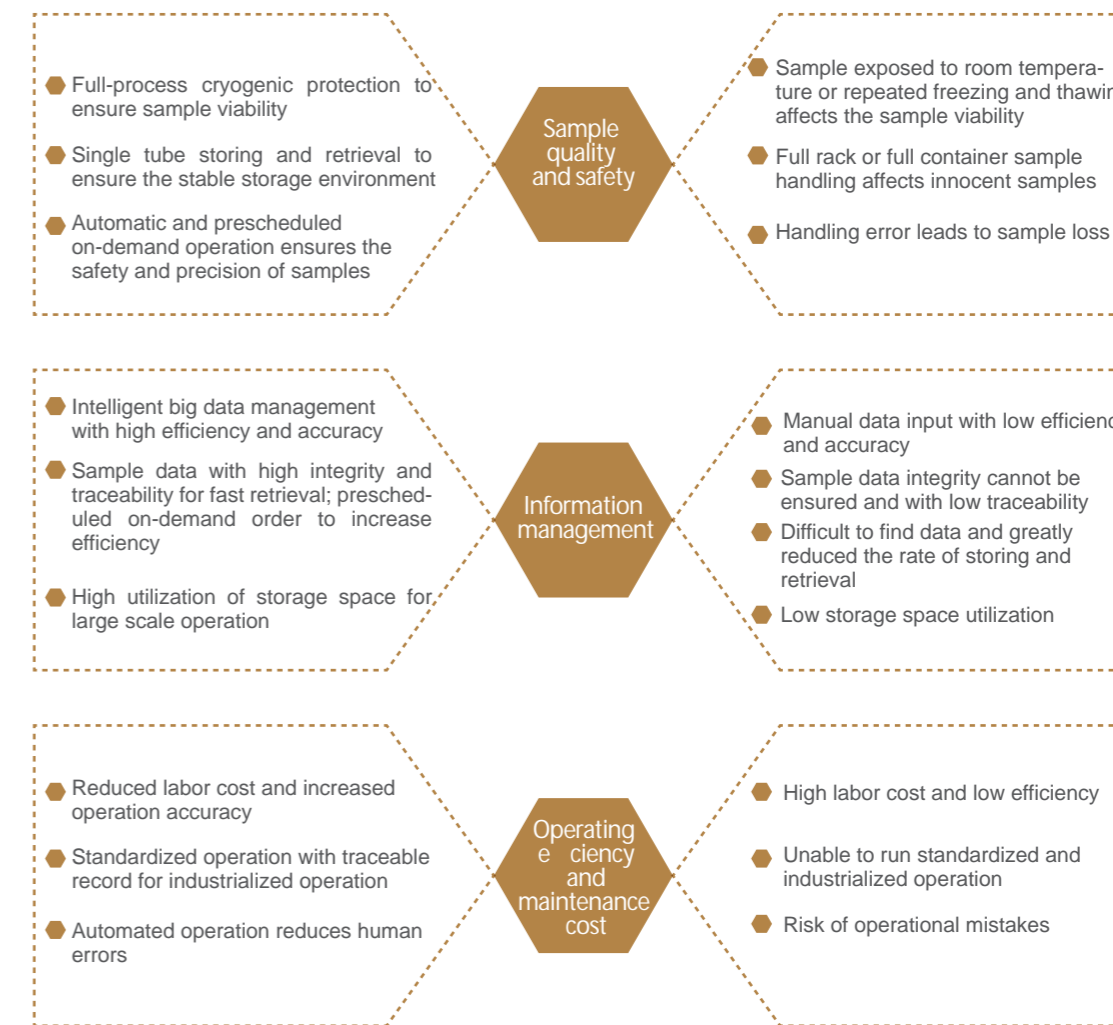 Full-process cryogenic protection to
ensure sample viability
Single tube storing and retrieval to
ensure the stable storage environment
Automatic and prescheduled
on-demand operation ensures the
safety and precision of samples
Sample
quality
and safety
Sample exposed to room tempera-
ture or repeated freezing and thawin
affects the sample viability
Full rack or full container sample
handling affects innocent samples
Handling error leads to sample loss
Intelligent big data management
with high efficiency and accuracy
Sample data with high integrity and
traceability for fast retrieval; presched-
uled on-demand order to increase
efficiency
High utilization of storage space for
large scale operation
Information
management
Manual data input with low efficienc
and accuracy
Sample data integrity cannot be
ensured and with low traceability
Difficult to find data and greatly
reduced the rate of storing and
retrieval
Low storage space utilization
Reduced labor cost and increased
operation accuracy
Standardized operation with traceable
record for industrialized operation
Automated operation reduces human
errors
Operating
e ciency
and
maintenance
cost
High labor cost and low efficiency
Unable to run standardized and
industrialized operation
Risk of operational mistakes